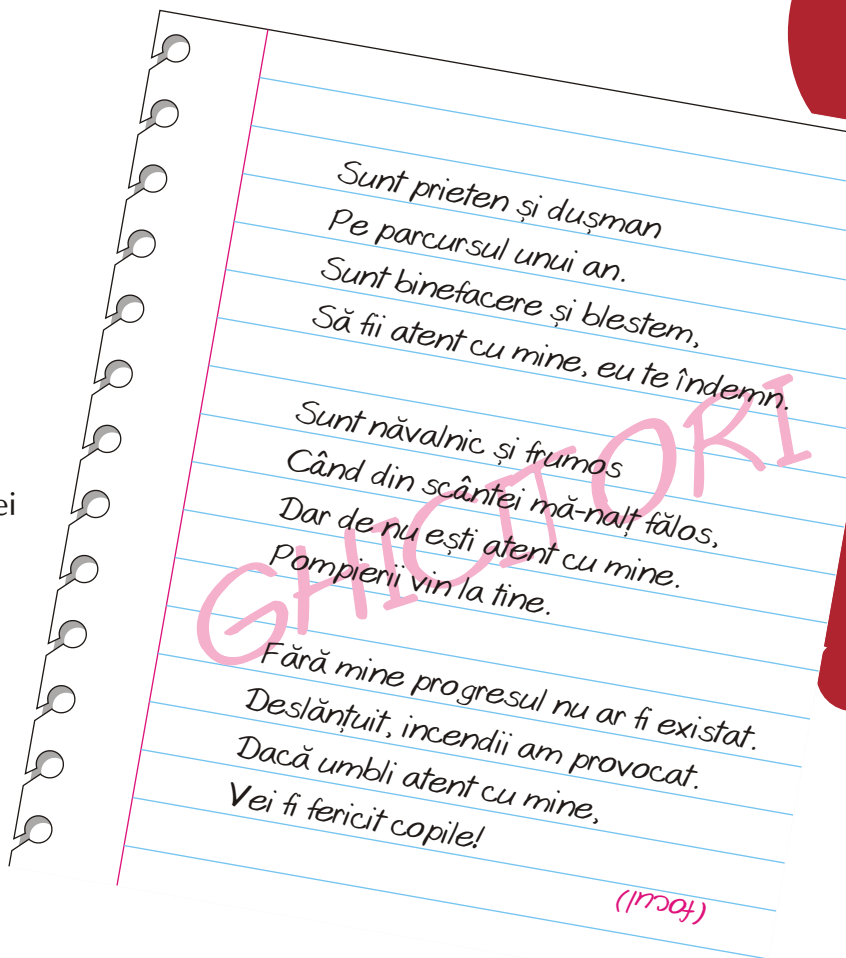 Sunt prieten și dușman
Pe parcursul unui an.
Sunt binefacere și blestem,
Să fii atent cu mine, eu te îndemn.
Sunt năvalnic și frumos
Când din scântei mă-nalț fălos,
Dar de nu ești atent cu mine.
Pompierii vin la tine.
Fără mine progresul nu ar fi existat.
Deslănțuit, incendii am provocat.
Dacă umbli atent cu mine,
Vei fi fericit copile!
(focul)
GHICITORI
ei